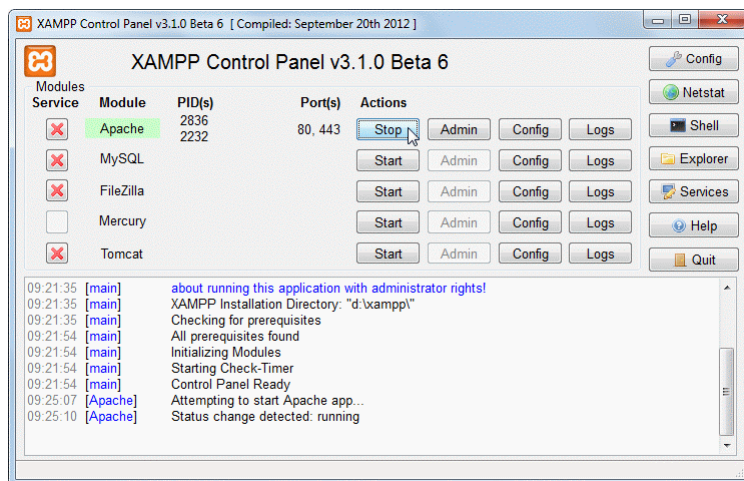 XAMPP Control Panel v3.1.0 Beta 6 [ Compiled: September 20th 2012 ]
XAMPP Control Panel v3.1.0 Beta 6
Config
Modules
Service Module PID(s) Port(s) Actions
Netstat
Apache 2836 2232 80, 443 Stop Admin Config Logs
Shell
MySQL Start Admin Config Logs
Explorer
FileZilla Start Admin Config Logs
Services
Mercury Start Admin Config Logs
Help
Tomcat Start Admin Config Logs
Quit
09:21:35 [main] about running this application with administrator rights!
09:21:35 [main] XAMPP Installation Directory: "d:\xampp\"
09:21:35 [main] Checking for prerequisites
09:21:54 [main] All prerequisites found
09:21:54 [main] Initializing Modules
09:21:54 [main] Starting Check-Timer
09:21:54 [main] Control Panel Ready
09:25:07 [Apache] Attempting to start Apache app...
09:25:10 [Apache] Status change detected: running